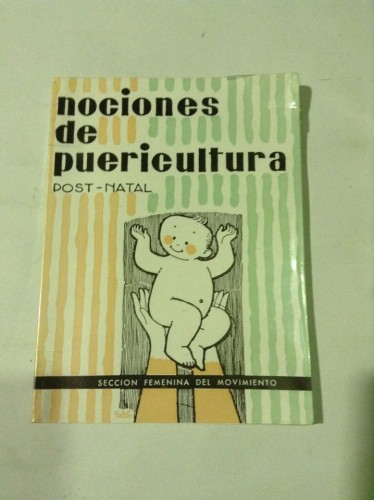 nociones
de
puericultura
POST-NATAL
SECCION FEMENINA DEL MOVIMIENTO